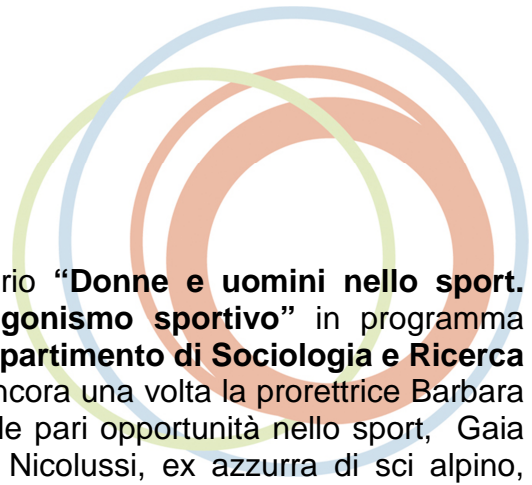 rio “Donne e uomini nello sport.
gonismo sportivo” in programma
partimento di Sociologia e Ricerca
ncora una volta la prorettrice Barbara
le pari opportunità nello sport, Gaia
Nicolussi, ex azzurra di sci alpino,